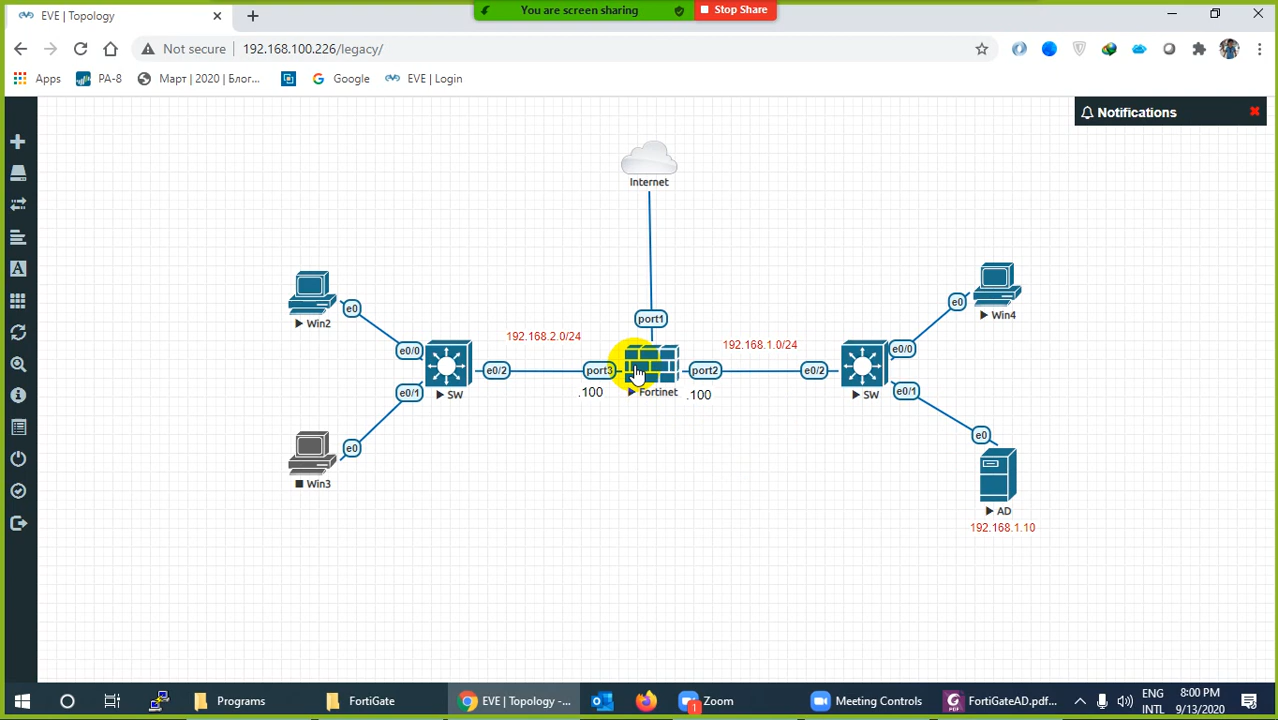 EVE | Topology
You are screen sharing
Stop Share
Not secure
192.168.100.226/legacy/
Apps
PA-8
Март | 2020 | Блог...
Google
EVE | Login
Notifications
Internet
port1
Win2
e0
e0/0
192.168.2.0/24
192.168.1.0/24
Win4
e0
e0/0
e0/2
port3
port2
e0/2
SW
.100
Fortinet
.100
SW
e0/1
e0/1
Win3
e0
e0
AD
192.168.1.10
Programs
FortiGate
EVE | Topology -...
1
Zoom
Meeting Controls
FortiGateAD.pdf...
ENG
INTL
8:00 PM
9/13/2020